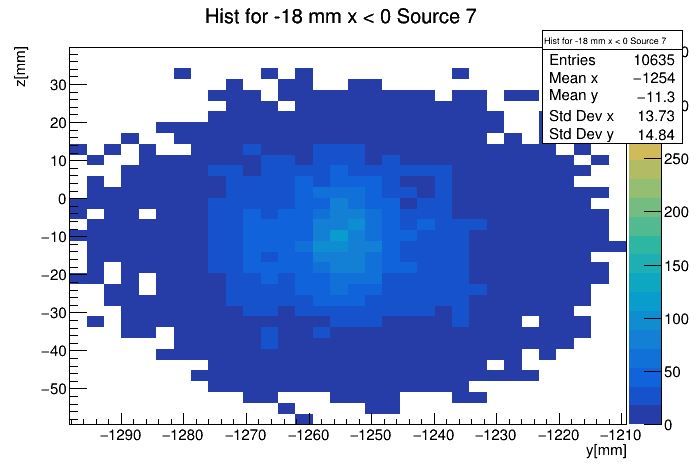 Hist for -18 mm x < 0 Source 7
Hist for -18 mm x < 0 Source 7
Entries 10635
Mean x −1254
Mean y −11.3
Std Dev x 13.73
Std Dev y 14.84
z[mm]
30
20
10
0
−10
−20
−30
−40
−50
−1290 −1280 −1270 −1260 −1250 −1240 −1230 −1220 −1210
y[mm]
250
200
150
100
50
0